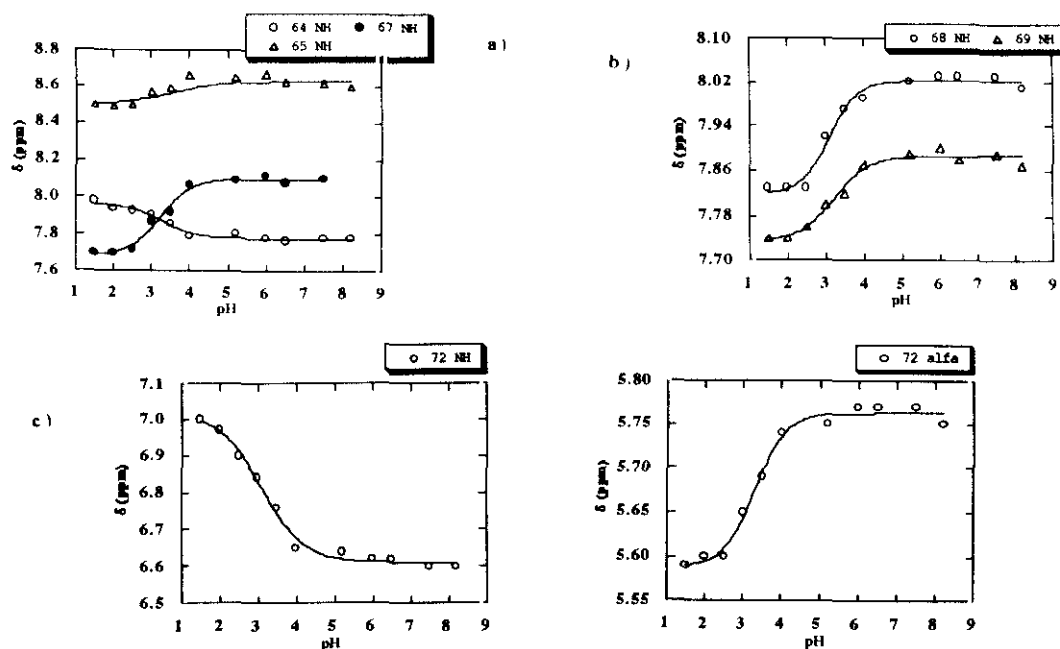 ○ 64 NH ● 67 NH
△ 65 NH
a)
8.8
8.6
8.4
8.2
8.0
7.8
7.6
δ (ppm)
1 2 3 4 5 6 7 8 9
pH
b)
○ 68 NH △ 69 NH
8.10
8.02
7.94
7.86
7.78
7.70
δ (ppm)
1 2 3 4 5 6 7 8 9
pH
c)
○ 72 NH
7.1
7.0
6.9
6.8
6.7
6.6
6.5
δ (ppm)
1 2 3 4 5 6 7 8 9
pH
○ 72 alfa
5.80
5.75
5.70
5.65
5.60
5.55
δ (ppm)
1 2 3 4 5 6 7 8 9
pH